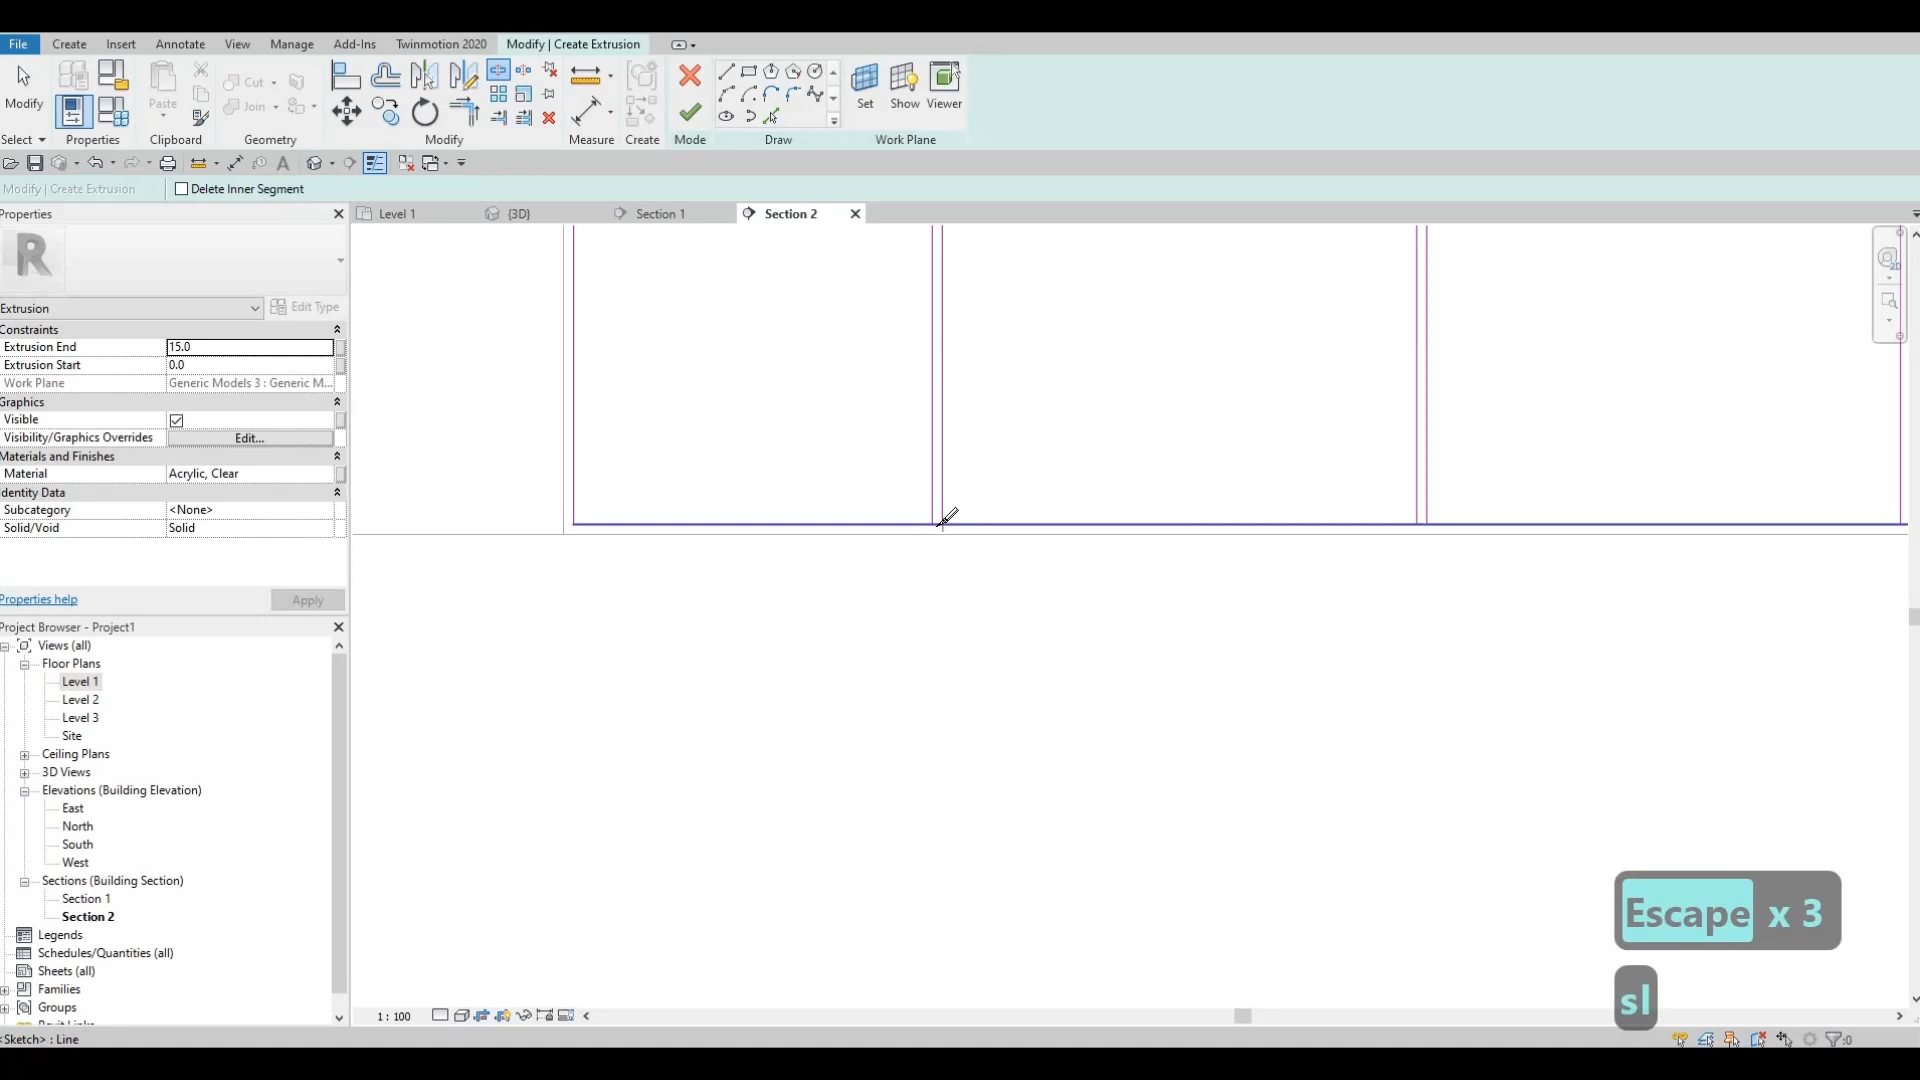 File Create Insert Annotate View Manage Add-Ins Twinmotion 2020 Modify | Create Extrusion
Modify
Paste
Cut
Join
Set Show Viewer
Select Properties Clipboard Geometry Modify Measure Create Mode Draw Work Plane
Modify | Create Extrusion Delete Inner Segment
Properties
Level 1 {3D} Section 1 Section 2
R
Extrusion Edit Type
Constraints
Extrusion End 15.0
Extrusion Start 0.0
Work Plane Generic Models 3 : Generic M...
Graphics
Visible
Visibility/Graphics Overrides Edit...
Materials and Finishes
Material Acrylic, Clear
Identity Data
Subcategory <None>
Solid/Void Solid
Properties help Apply
Project Browser - Project1
Views (all)
Floor Plans
Level 1
Level 2
Level 3
Site
Ceiling Plans
3D Views
Elevations (Building Elevation)
East
North
South
West
Sections (Building Section)
Section 1
Section 2
Legends
Schedules/Quantities (all)
Sheets (all)
Families
Groups
Revit Links
2D
Escape x 3
sl
1 : 100
<Sketch> : Line
:0